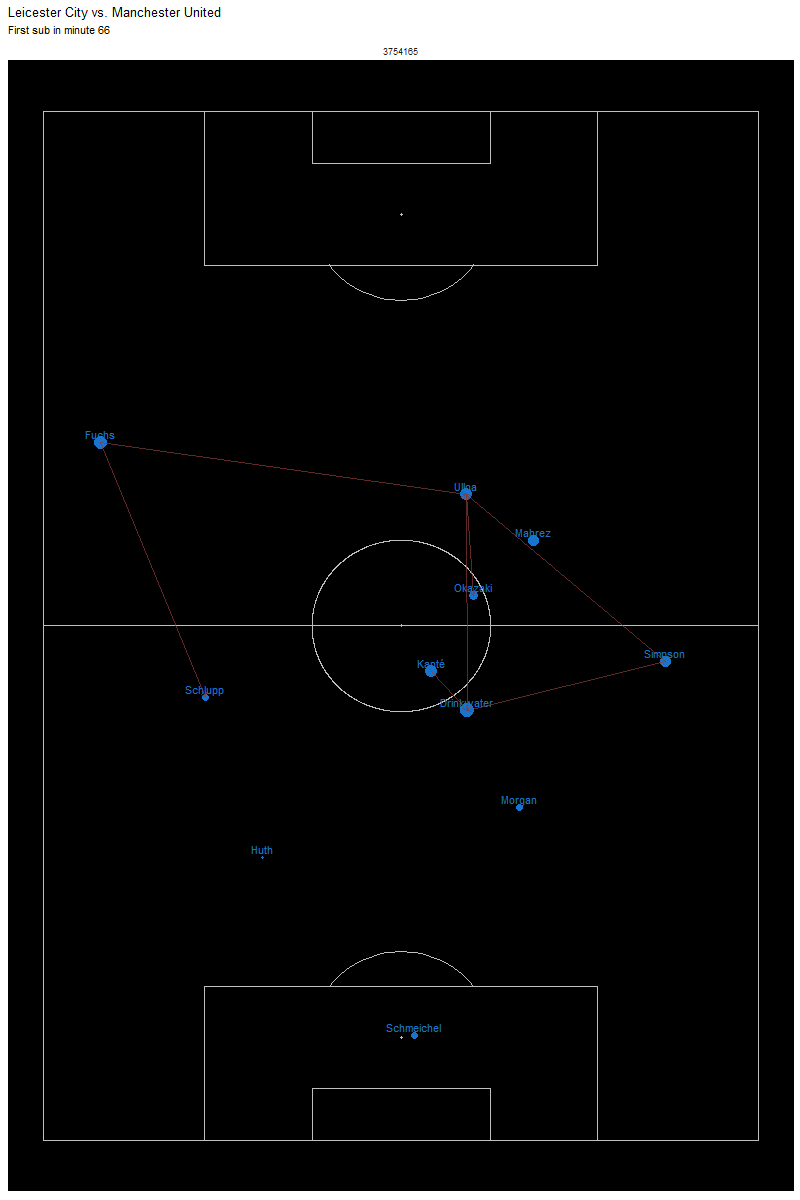 Leicester City vs. Manchester United
First sub in minute 66
3754165
Fuchs
Ulloa
Mahrez
Okazaki
Simpson
Kanté
Schlupp
Drinkwater
Morgan
Huth
Schmeichel